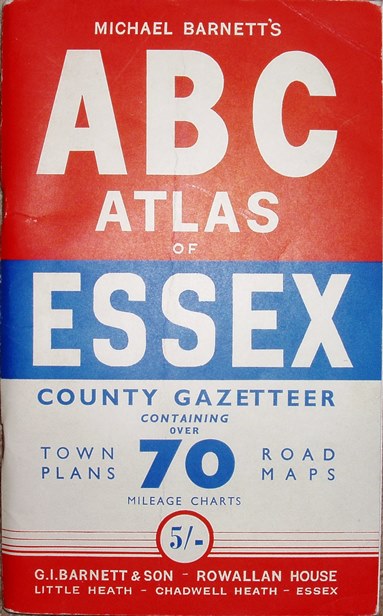 MICHAEL BARNETT'S
ABC
ATLAS
OF
ESSEX
COUNTY GAZETTEER
CONTAINING
OVER
TOWN 70 ROAD
PLANS MAPS
MILEAGE CHARTS
5/-
G.I.BARNETT & SON - ROWALLAN HOUSE
LITTLE HEATH - CHADWELL HEATH - ESSEX